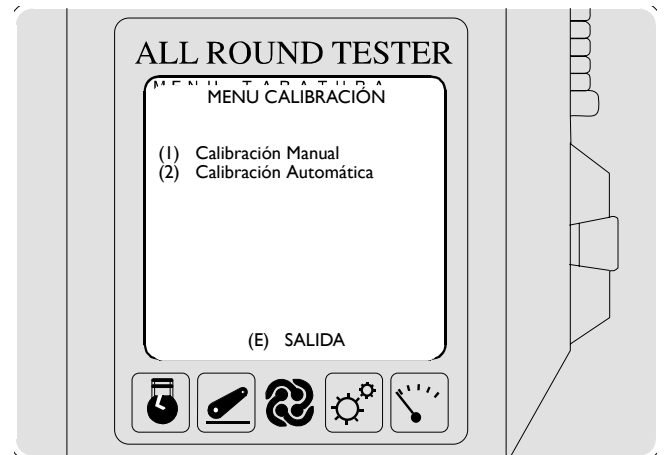 ALL ROUND TESTER
MENU CALIBRACIÓN
(1) Calibración Manual
(2) Calibración Automática
(E) SALIDA